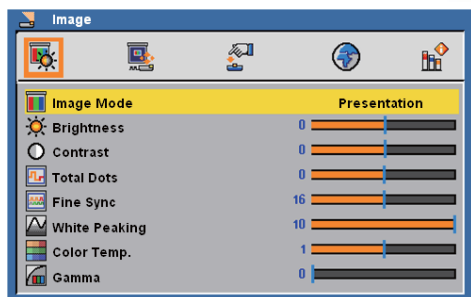 Image
Image Mode Presentation
Brightness 0
Contrast 0
Total Dots 0
Fine Sync 16
White Peaking 10
Color Temp. 1
Gamma 0